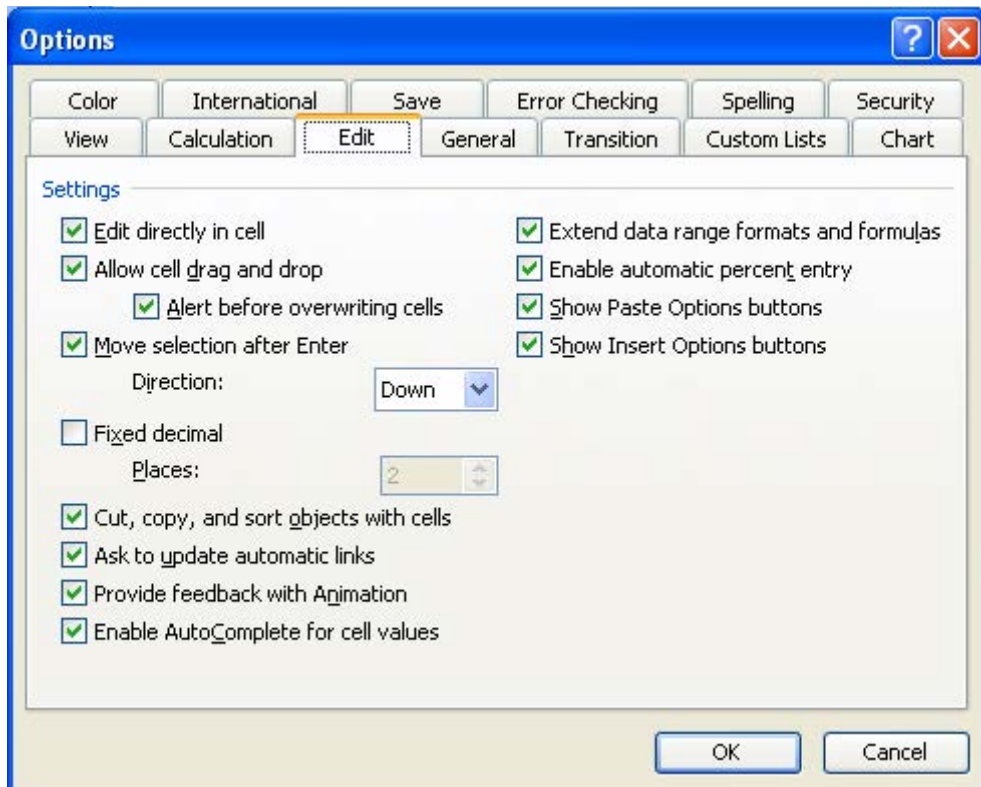 Options
Color International Save Error Checking Spelling Security
View Calculation Edit General Transition Custom Lists Chart
Settings
Edit directly in cell
Allow cell drag and drop
Alert before overwriting cells
Move selection after Enter
Direction: Down
Fixed decimal
Places: 2
Cut, copy, and sort objects with cells
Ask to update automatic links
Provide feedback with Animation
Enable AutoComplete for cell values
Extend data range formats and formulas
Enable automatic percent entry
Show Paste Options buttons
Show Insert Options buttons
OK Cancel